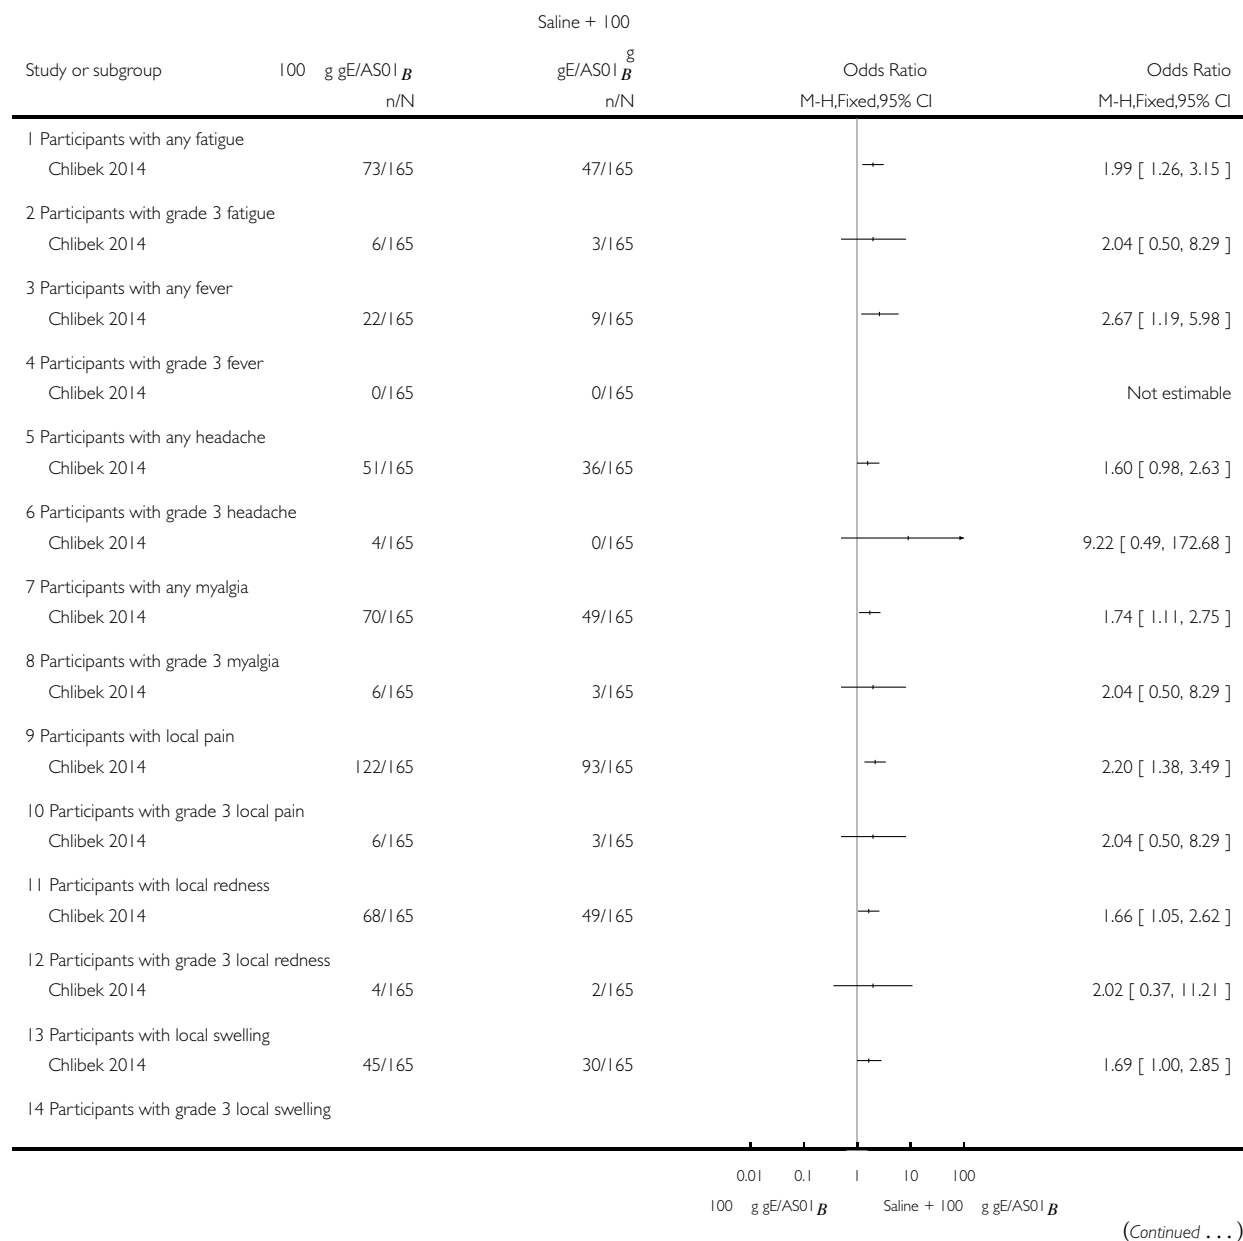 Saline + 100
g
Study or subgroup 100 g gE/AS01 B gE/AS01 B Odds Ratio Odds Ratio
n/N n/N M-H,Fixed,95% CI M-H,Fixed,95% CI
1 Participants with any fatigue
Chlibek 2014 73/165 47/165 1.99 [ 1.26, 3.15 ]
2 Participants with grade 3 fatigue
Chlibek 2014 6/165 3/165 2.04 [ 0.50, 8.29 ]
3 Participants with any fever
Chlibek 2014 22/165 9/165 2.67 [ 1.19, 5.98 ]
4 Participants with grade 3 fever
Chlibek 2014 0/165 0/165 Not estimable
5 Participants with any headache
Chlibek 2014 51/165 36/165 1.60 [ 0.98, 2.63 ]
6 Participants with grade 3 headache
Chlibek 2014 4/165 0/165 9.22 [ 0.49, 172.68 ]
7 Participants with any myalgia
Chlibek 2014 70/165 49/165 1.74 [ 1.11, 2.75 ]
8 Participants with grade 3 myalgia
Chlibek 2014 6/165 3/165 2.04 [ 0.50, 8.29 ]
9 Participants with local pain
Chlibek 2014 122/165 93/165 2.20 [ 1.38, 3.49 ]
10 Participants with grade 3 local pain
Chlibek 2014 6/165 3/165 2.04 [ 0.50, 8.29 ]
11 Participants with local redness
Chlibek 2014 68/165 49/165 1.66 [ 1.05, 2.62 ]
12 Participants with grade 3 local redness
Chlibek 2014 4/165 2/165 2.02 [ 0.37, 11.21 ]
13 Participants with local swelling
Chlibek 2014 45/165 30/165 1.69 [ 1.00, 2.85 ]
14 Participants with grade 3 local swelling
0.01 0.1 1 10 100
100 g gE/AS01 B Saline + 100 g gE/AS01 B
(Continued . . . )